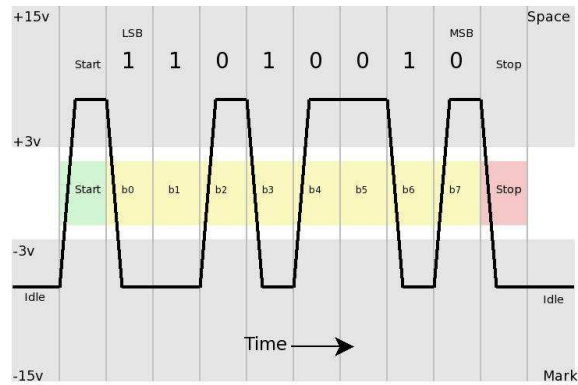 +15v Space
LSB MSB
Start 1 1 0 1 0 0 1 0 Stop
+3v
Start b0 b1 b2 b3 b4 b5 b6 b7 Stop
-3v
Idle Idle
Time
-15v Mark